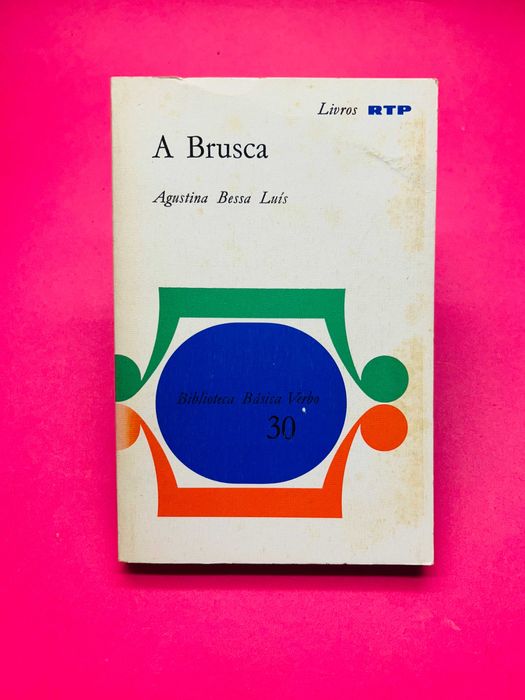 Livros RTP
A Brusca
Agustina Bessa Luís
Biblioteca Básica Verbo
30